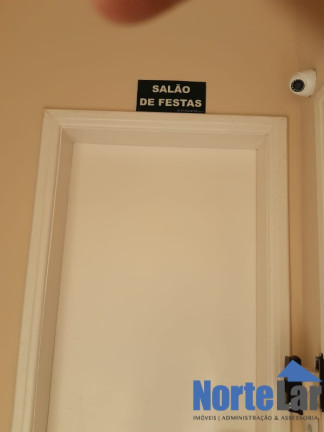 SALÃO
DE FESTAS
NorteLar
IMÓVEIS | ADMINISTRAÇÃO & ASSESSORIA